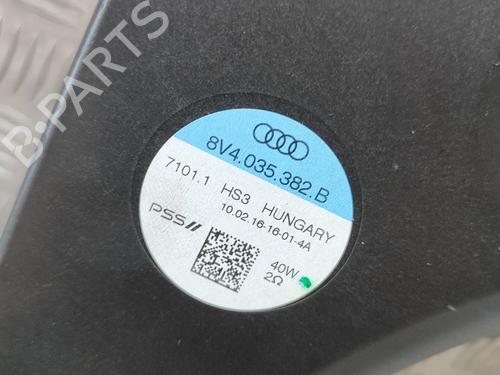 B-PARTS
8V4.035.382.B
7101.1 HS3 HUNGARY
10.02.16-16-01-4A
PSS//
40W
2Ω